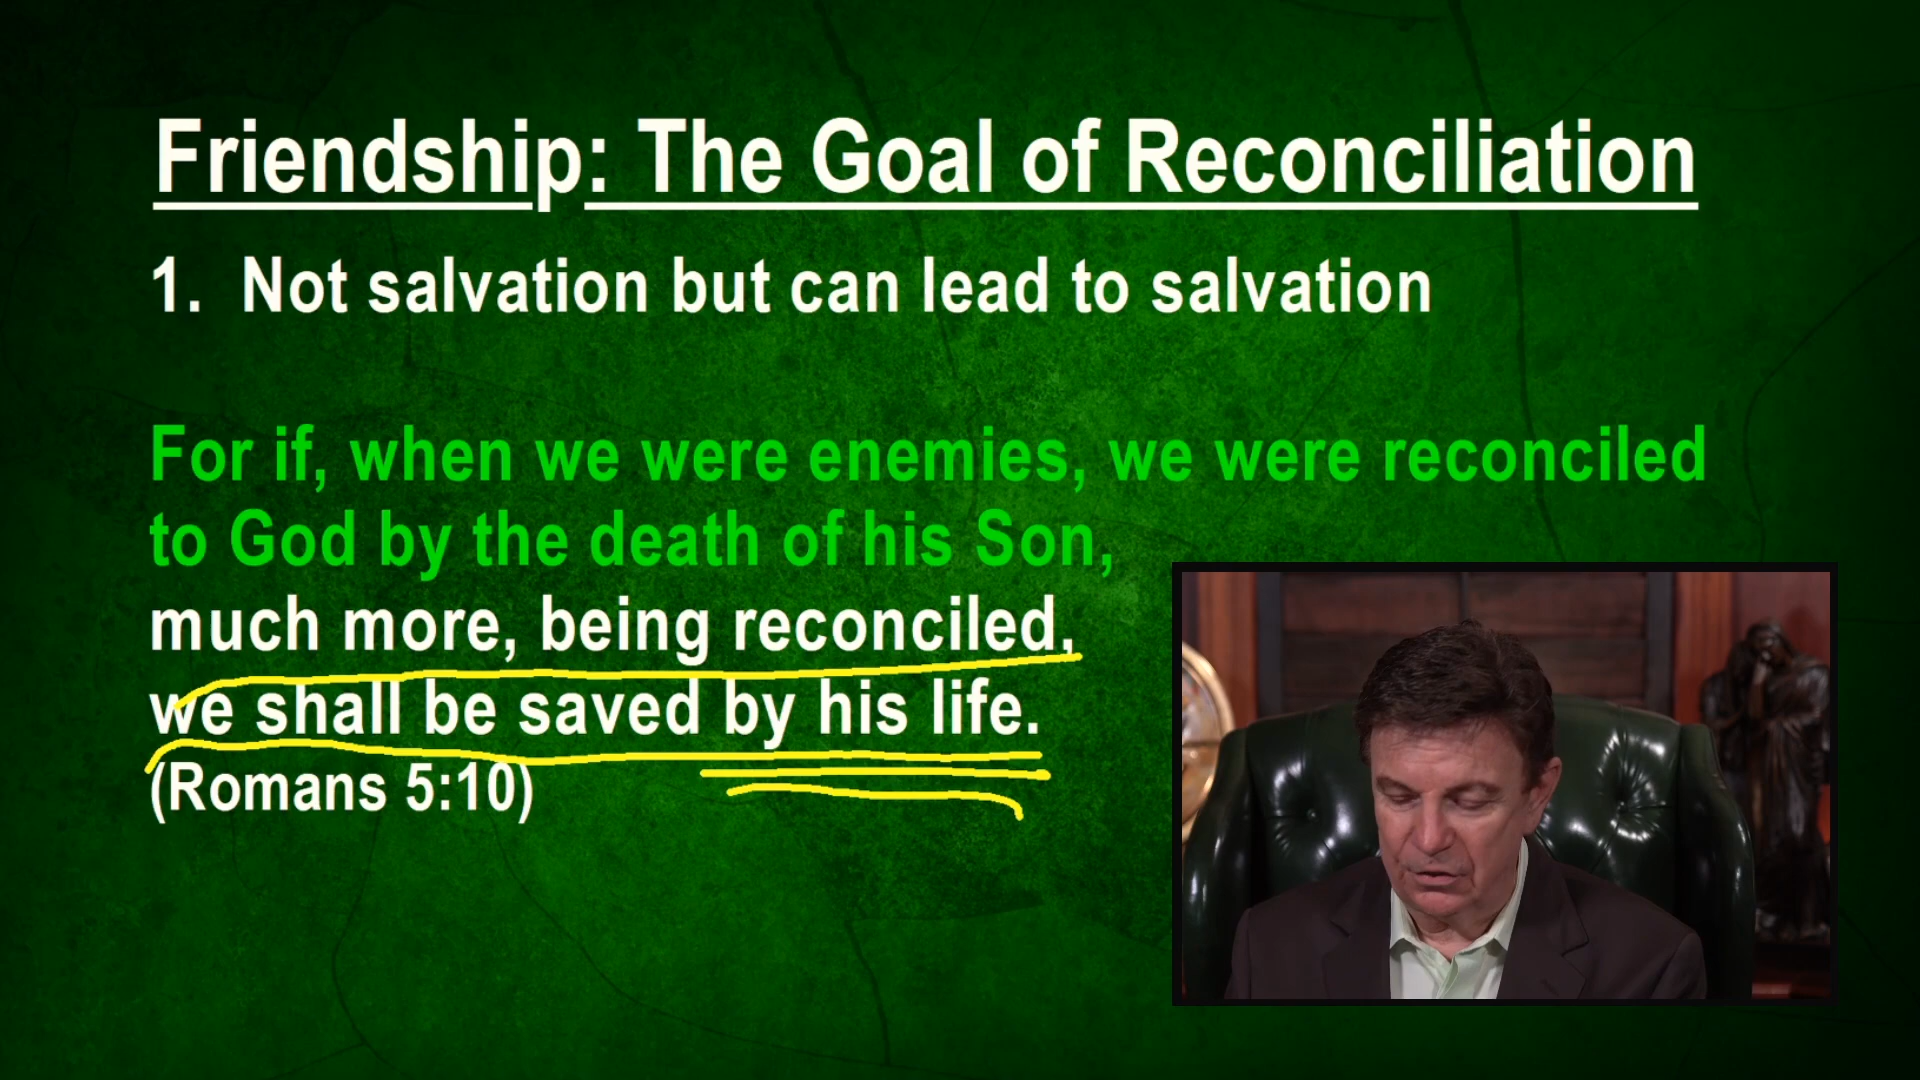 Friendship: The Goal of Reconciliation
1. Not salvation but can lead to salvation
For if, when we were enemies, we were reconciled
to God by the death of his Son,
much more, being reconciled,
we shall be saved by his life.
(Romans 5:10)